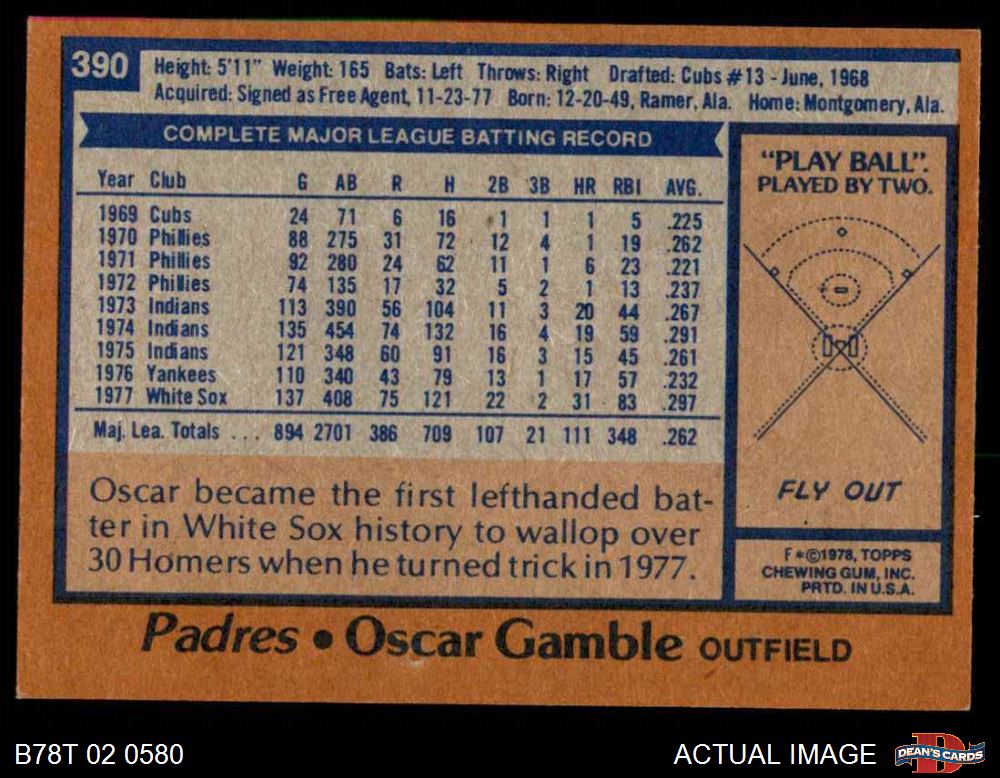 390
Height: 5'11" Weight: 165 Bats: Left Throws: Right Drafted: Cubs #13 - June, 1968
Acquired: Signed as Free Agent, 11-23-77 Born: 12-20-49, Ramer, Ala. Home: Montgomery, Ala.
COMPLETE MAJOR LEAGUE BATTING RECORD
Year Club G AB R H 2B 3B HR RBI AVG.
1969 Cubs 24 71 6 16 1 1 1 5 .225
1970 Phillies 88 275 31 72 12 4 1 19 .262
1971 Phillies 92 280 24 62 11 1 6 23 .221
1972 Phillies 74 135 17 32 5 2 1 13 .237
1973 Indians 113 390 56 104 11 3 20 44 .267
1974 Indians 135 454 74 132 16 4 19 59 .291
1975 Indians 121 348 60 91 16 3 15 45 .261
1976 Yankees 110 340 43 79 13 1 17 57 .232
1977 White Sox 137 408 75 121 22 2 31 83 .297
Maj. Lea. Totals ... 894 2701 386 709 107 21 111 348 .262
Oscar became the first lefthanded bat-
ter in White Sox history to wallop over
30 Homers when he turned trick in 1977.
"PLAY BALL".
PLAYED BY TWO.
FLY OUT
F*©1978, TOPPS
CHEWING GUM, INC.
PRTD. IN U.S.A.
Padres • Oscar Gamble OUTFIELD
B78T 02 0580
ACTUAL IMAGE
DEAN'S CARDS